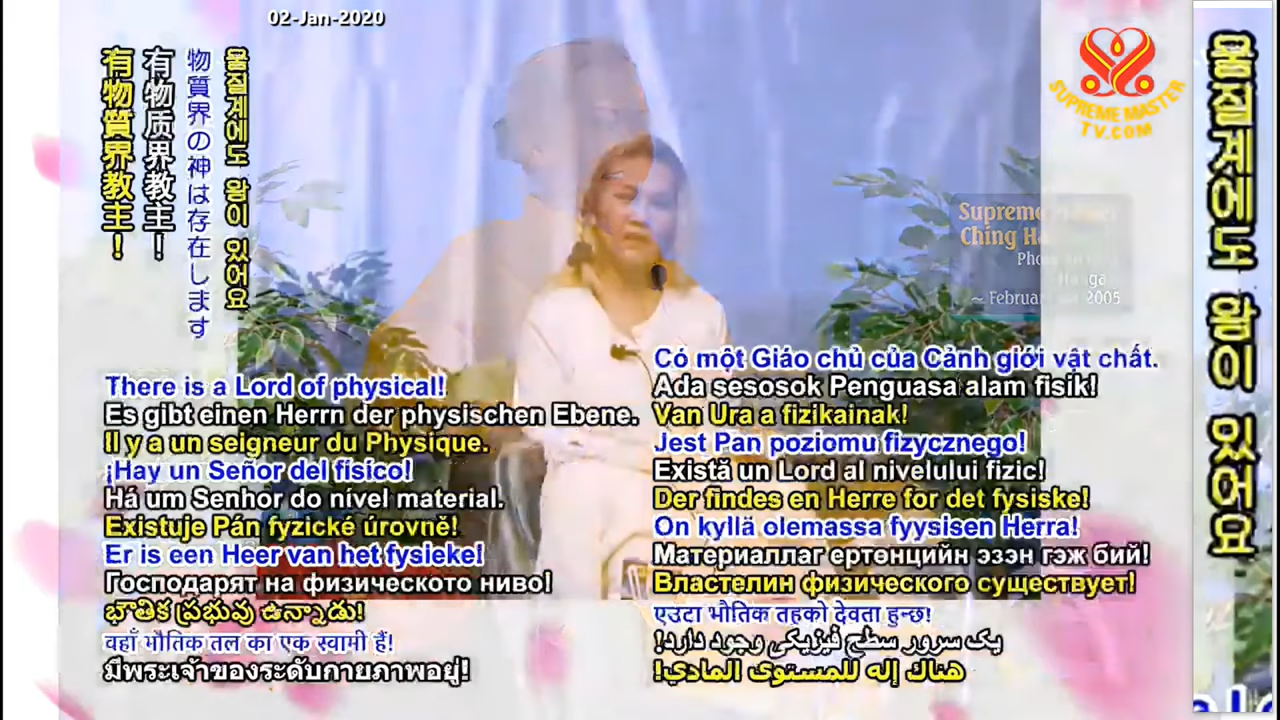 02-Jan-2020
有物質界教主！
有物质界教主！
物質界の神は存在します
물질계에도 왕이 있어요
SUPREME MASTER
TV.COM
Supreme
Ching Ha
~ Februar 2005
There is a Lord of physical!
Es gibt einen Herrn der physischen Ebene.
Il y a un seigneur du Physique.
¡Hay un Señor del fisíco!
Há um Senhor do nível material.
Existuje Pán fyzické úrovně!
Er is een Heer van het fysieke!
Господарят на физическото ниво!
భౌతిక ప్రభువు ఉన్నాడు!
वहाँ भौतिक तल का एक स्वामी हैं!
มีพระเจ้าของระดับกายภาพอยู่!
Có một Giáo chủ của Cảnh giới vật chất.
Ada sesosok Penguasa alam fisik!
Van Ura a fizikainak!
Jest Pan poziomu fizycznego!
Există un Lord al nivelului fizic!
Der findes en Herre for det fysiske!
On kyllä olemassa fyysisen Herra!
Материаллаг ертөнцийн эзэн гэж бий!
Властелин физического существует!
एउटा भौतिक तहको देवता हुन्छ!
یک سرور سطح فیزیکی وجود دارد!
هناك إله للمستوى المادي!
물질계에도 왕이 있어요